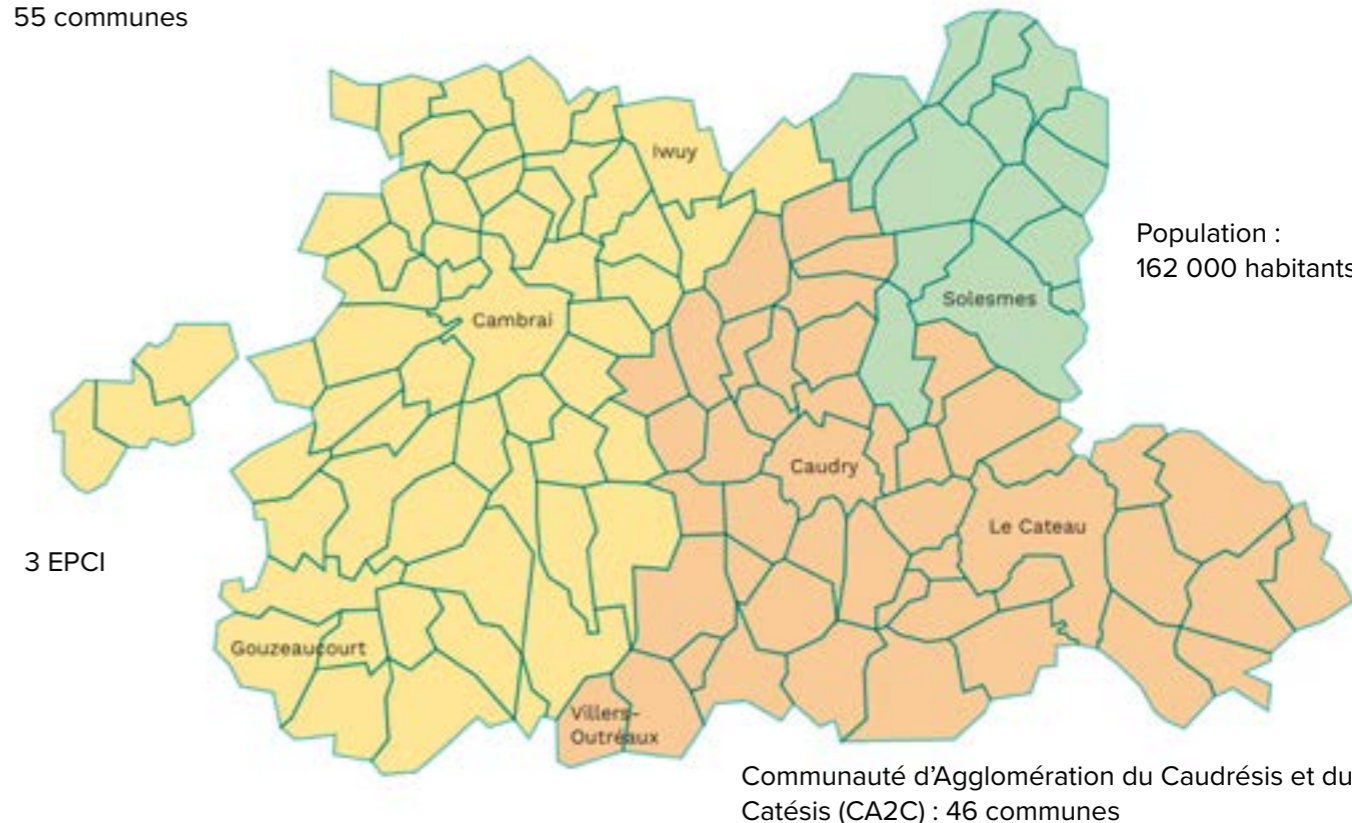 55 communes
Iwuy
Population :
162 000 habitants
Solesmes
Cambrai
Caudry
Le Cateau
3 EPCI
Gouzeaucourt
Villers-
Outréaux
Communauté d'Agglomération du Caudrésis et du
Catésis (CA2C) : 46 communes